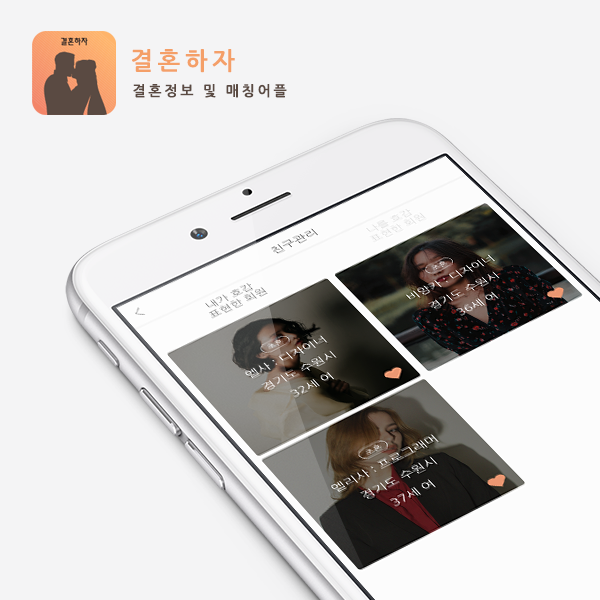 결혼하자
결혼하자
결혼정보 및 매칭어플
친구관리
내가 호감
표현한 회원
나를 호감
표현한 회원
초혼
엘사 : 디자이너
경기도 수원시
32세 여
초혼
비앙카 : 디자이너
경기도 수원시
36세 여
초혼
엘리사 : 프로그래머
경기도 수원시
37세 여